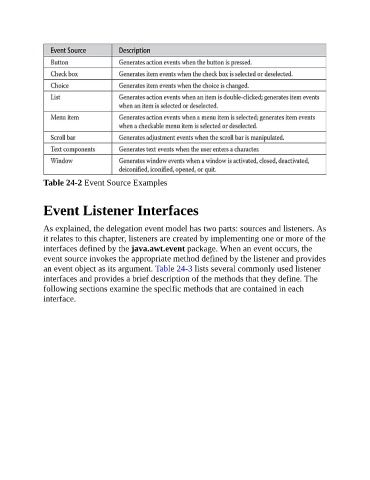 Event Source Description
Button Generates action events when the button is pressed.
Check box Generates item events when the check box is selected or deselected.
Choice Generates item events when the choice is changed.
List Generates action events when an item is double-clicked; generates item events
when an item is selected or deselected.
Menu item Generates action events when a menu item is selected; generates item events
when a checkable menu item is selected or deselected.
Scroll bar Generates adjustment events when the scroll bar is manipulated.
Text components Generates text events when the user enters a character.
Window Generates window events when a window is activated, closed, deactivated,
deiconified, iconified, opened, or quit.
Table 24-2 Event Source Examples
Event Listener Interfaces
As explained, the delegation event model has two parts: sources and listeners. As
it relates to this chapter, listeners are created by implementing one or more of the
interfaces defined by the java.awt.event package. When an event occurs, the
event source invokes the appropriate method defined by the listener and provides
an event object as its argument. Table 24-3 lists several commonly used listener
interfaces and provides a brief description of the methods that they define. The
following sections examine the specific methods that are contained in each
interface.